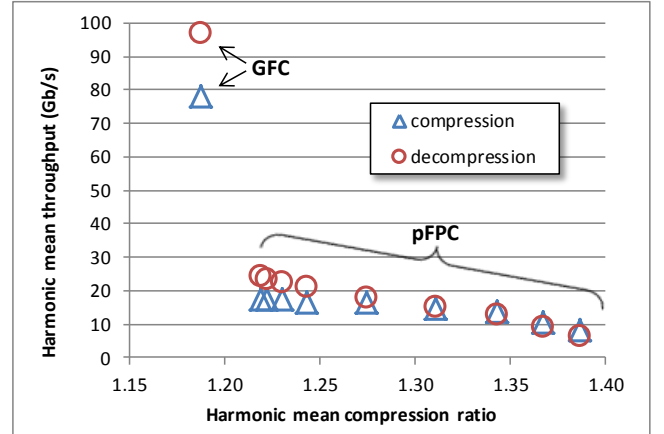 100
90
80
70
60
50
40
30
20
10
0
Harmonic mean throughput (Gb/s)
GFC
compression
decompression
pFPC
1.15 1.20 1.25 1.30 1.35 1.40
Harmonic mean compression ratio